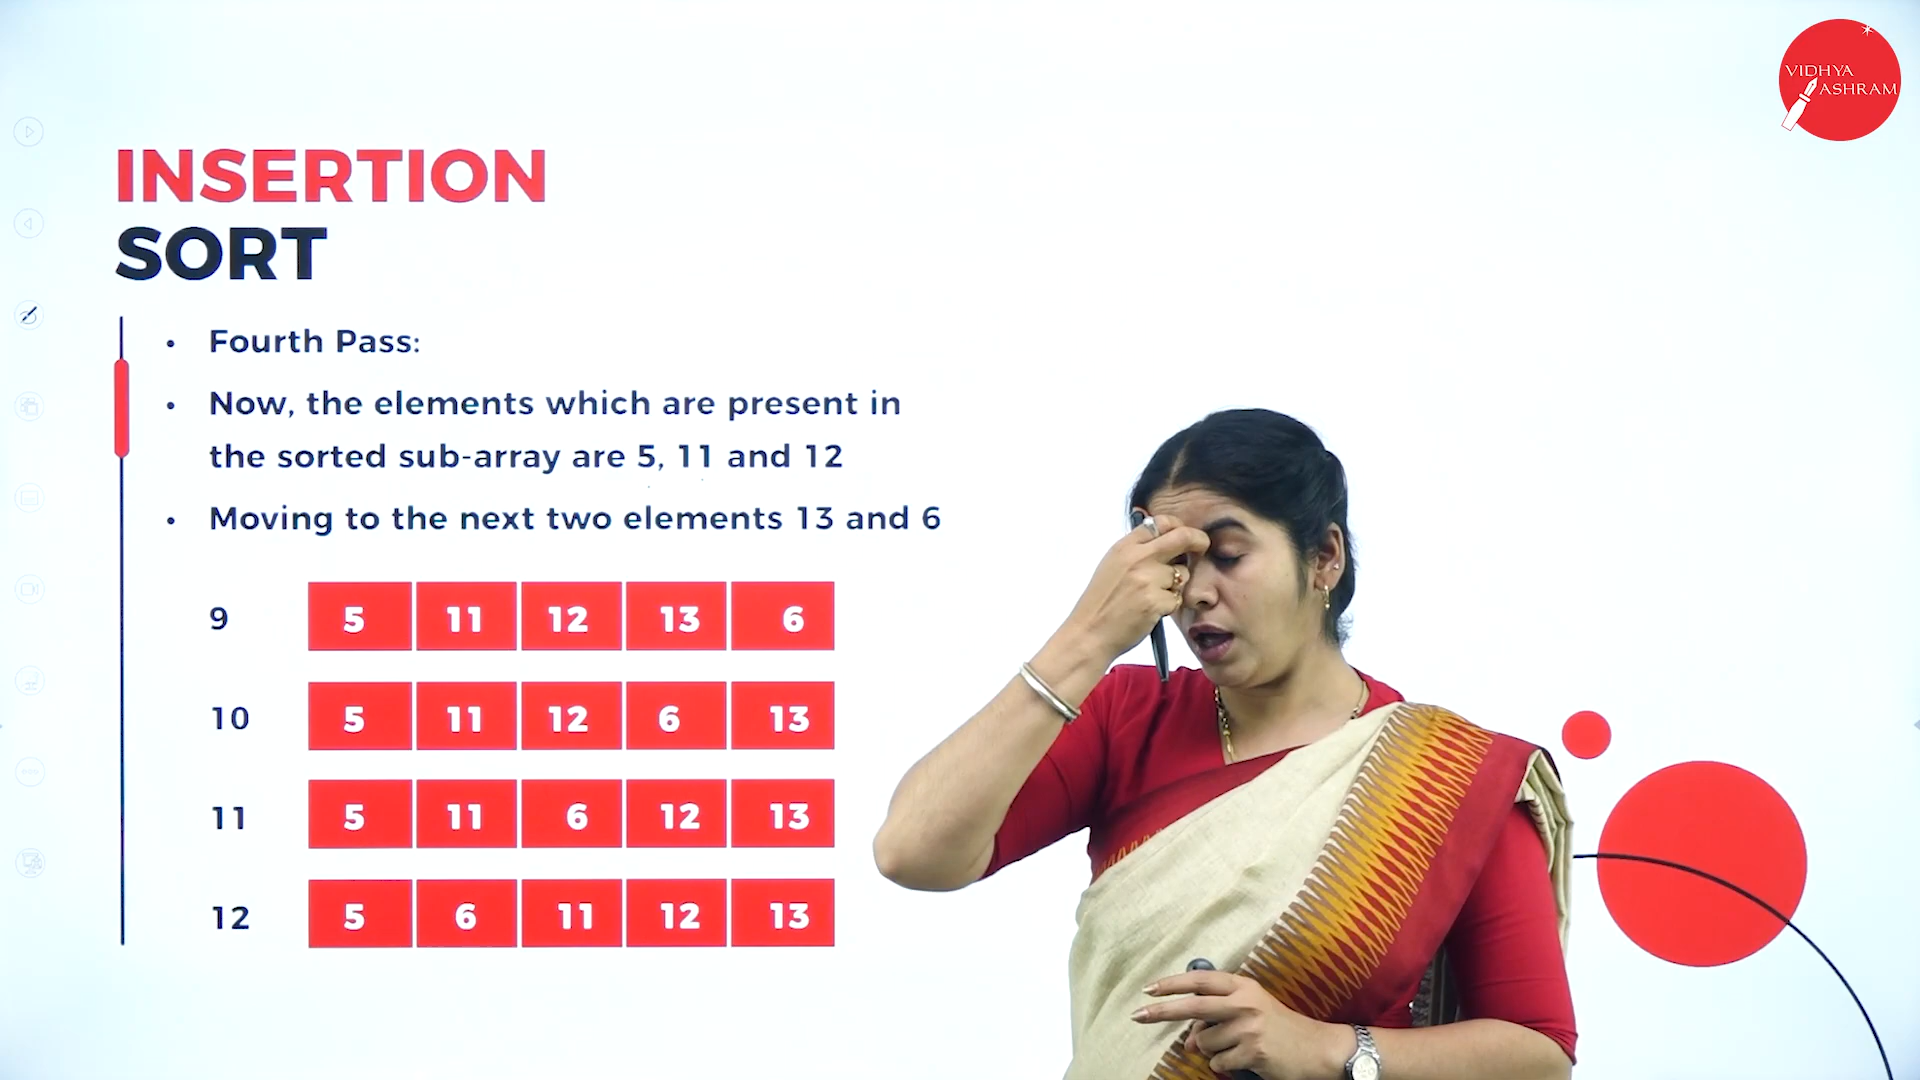 VIDHYA
ASHRAM
INSERTION
SORT
• Fourth Pass:
• Now, the elements which are present in
the sorted sub-array are 5, 11 and 12
• Moving to the next two elements 13 and 6
9 5 11 12 13 6
10 5 11 12 6 13
11 5 11 6 12 13
12 5 6 11 12 13